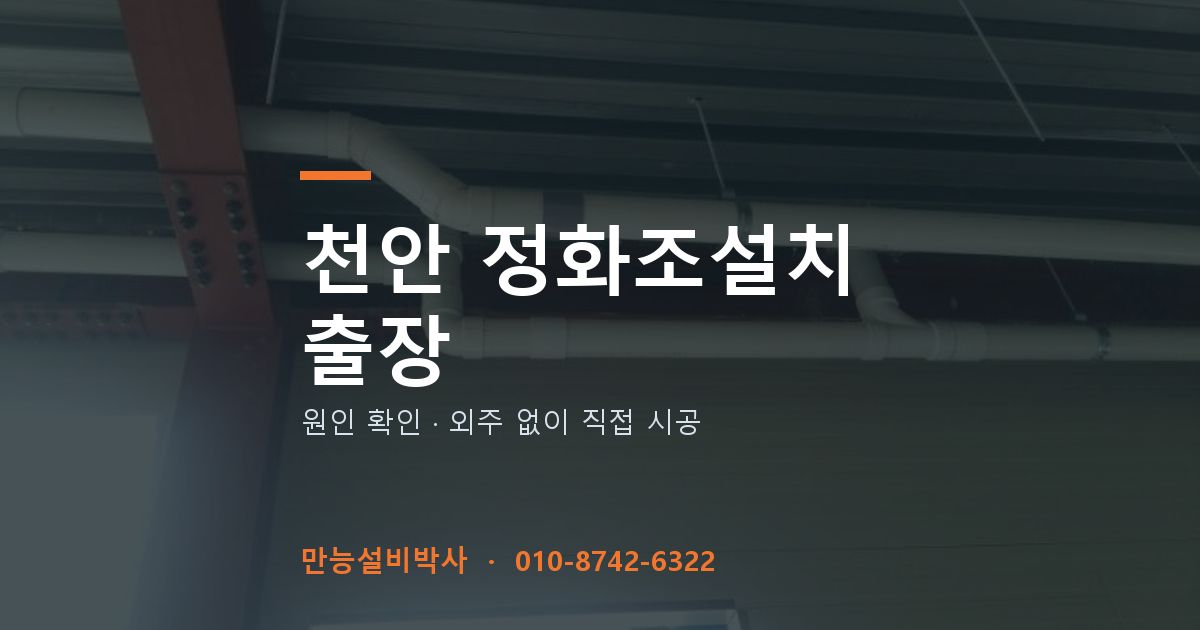 천안 정화조설치
출장
원인 확인 · 외주 없이 직접 시공
만능설비박사 · 010-8742-6322